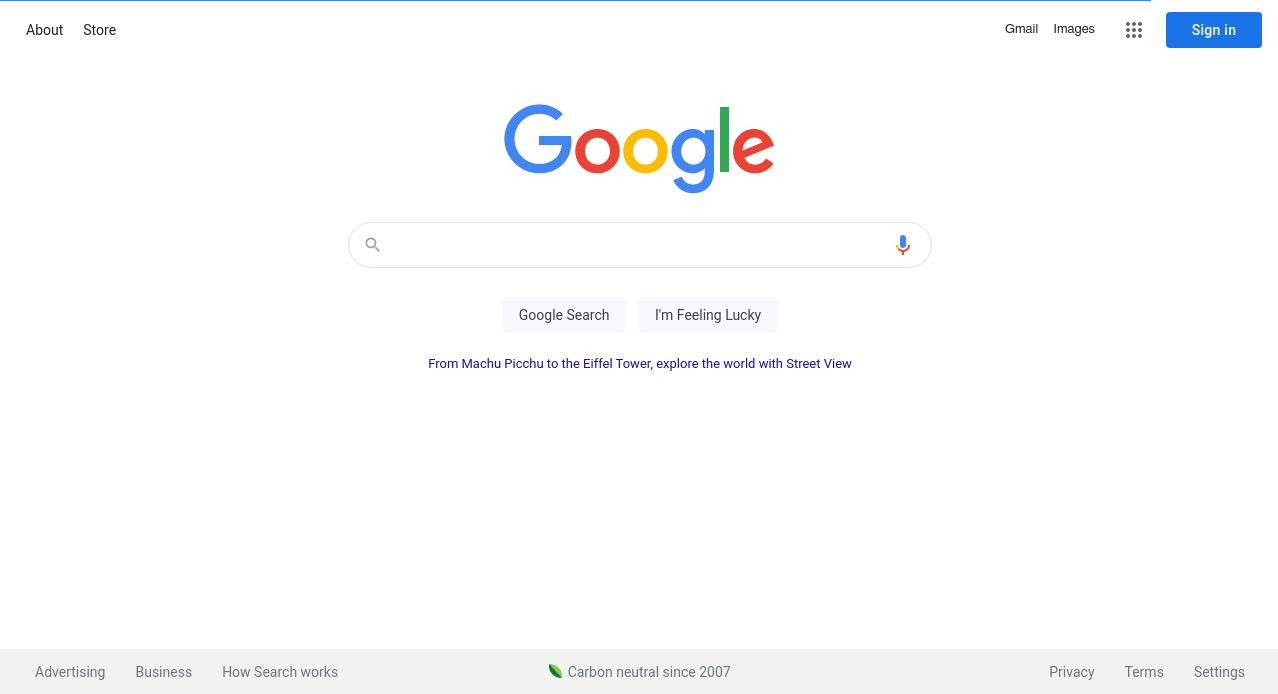 About Store Gmail Images Sign in
Google
Google Search I'm Feeling Lucky
From Machu Picchu to the Eiffel Tower, explore the world with Street View
Advertising Business How Search works Carbon neutral since 2007 Privacy Terms Settings